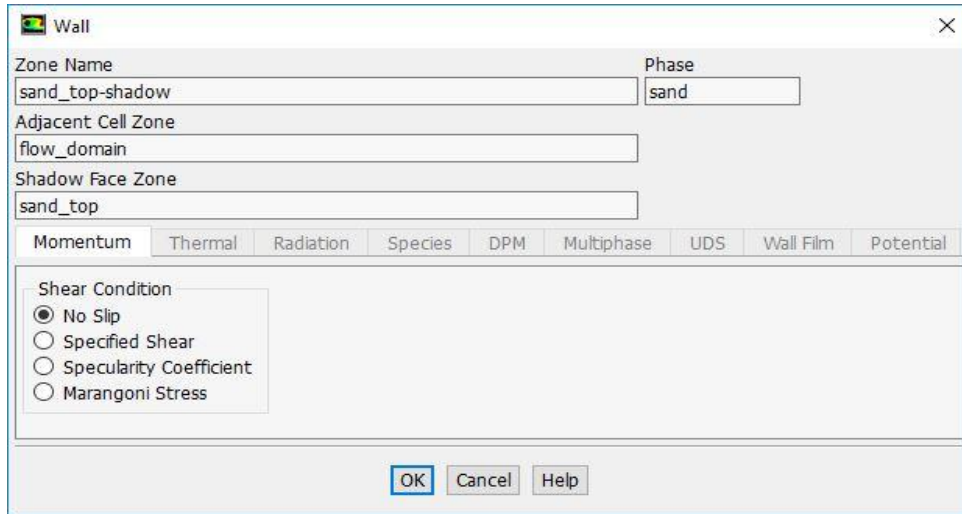 Wall
Zone Name Phase
sand_top-shadow sand
Adjacent Cell Zone
flow_domain
Shadow Face Zone
sand_top
Momentum Thermal Radiation Species DPM Multiphase UDS Wall Film Potential
Shear Condition
No Slip
Specified Shear
Specularity Coefficient
Marangoni Stress
OK Cancel Help